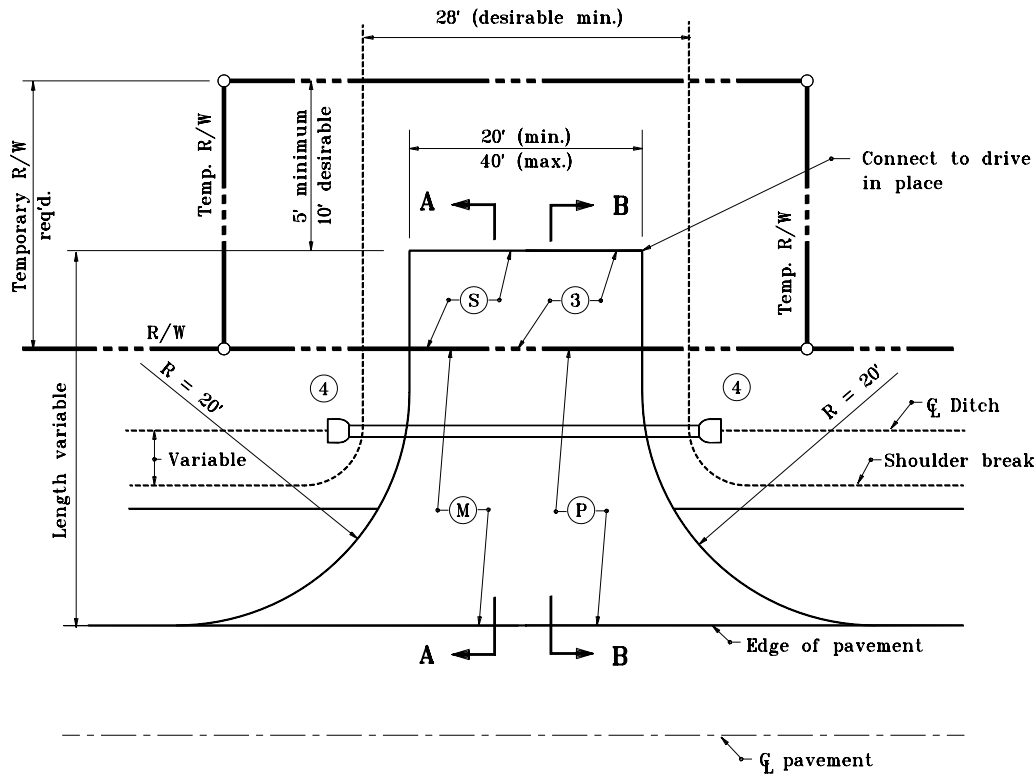 28' (desirable min.)
Temporary R/W
req'd.
Temp. R/W
5' minimum
10' desirable
20' (min.)
40' (max.)
Connect to drive
in place
A
B
Temp. R/W
S
3
R/W
R = 20'
4
4
R = 20'
℄ Ditch
Length variable
Variable
Shoulder break
M
P
A
B
Edge of pavement
℄ pavement